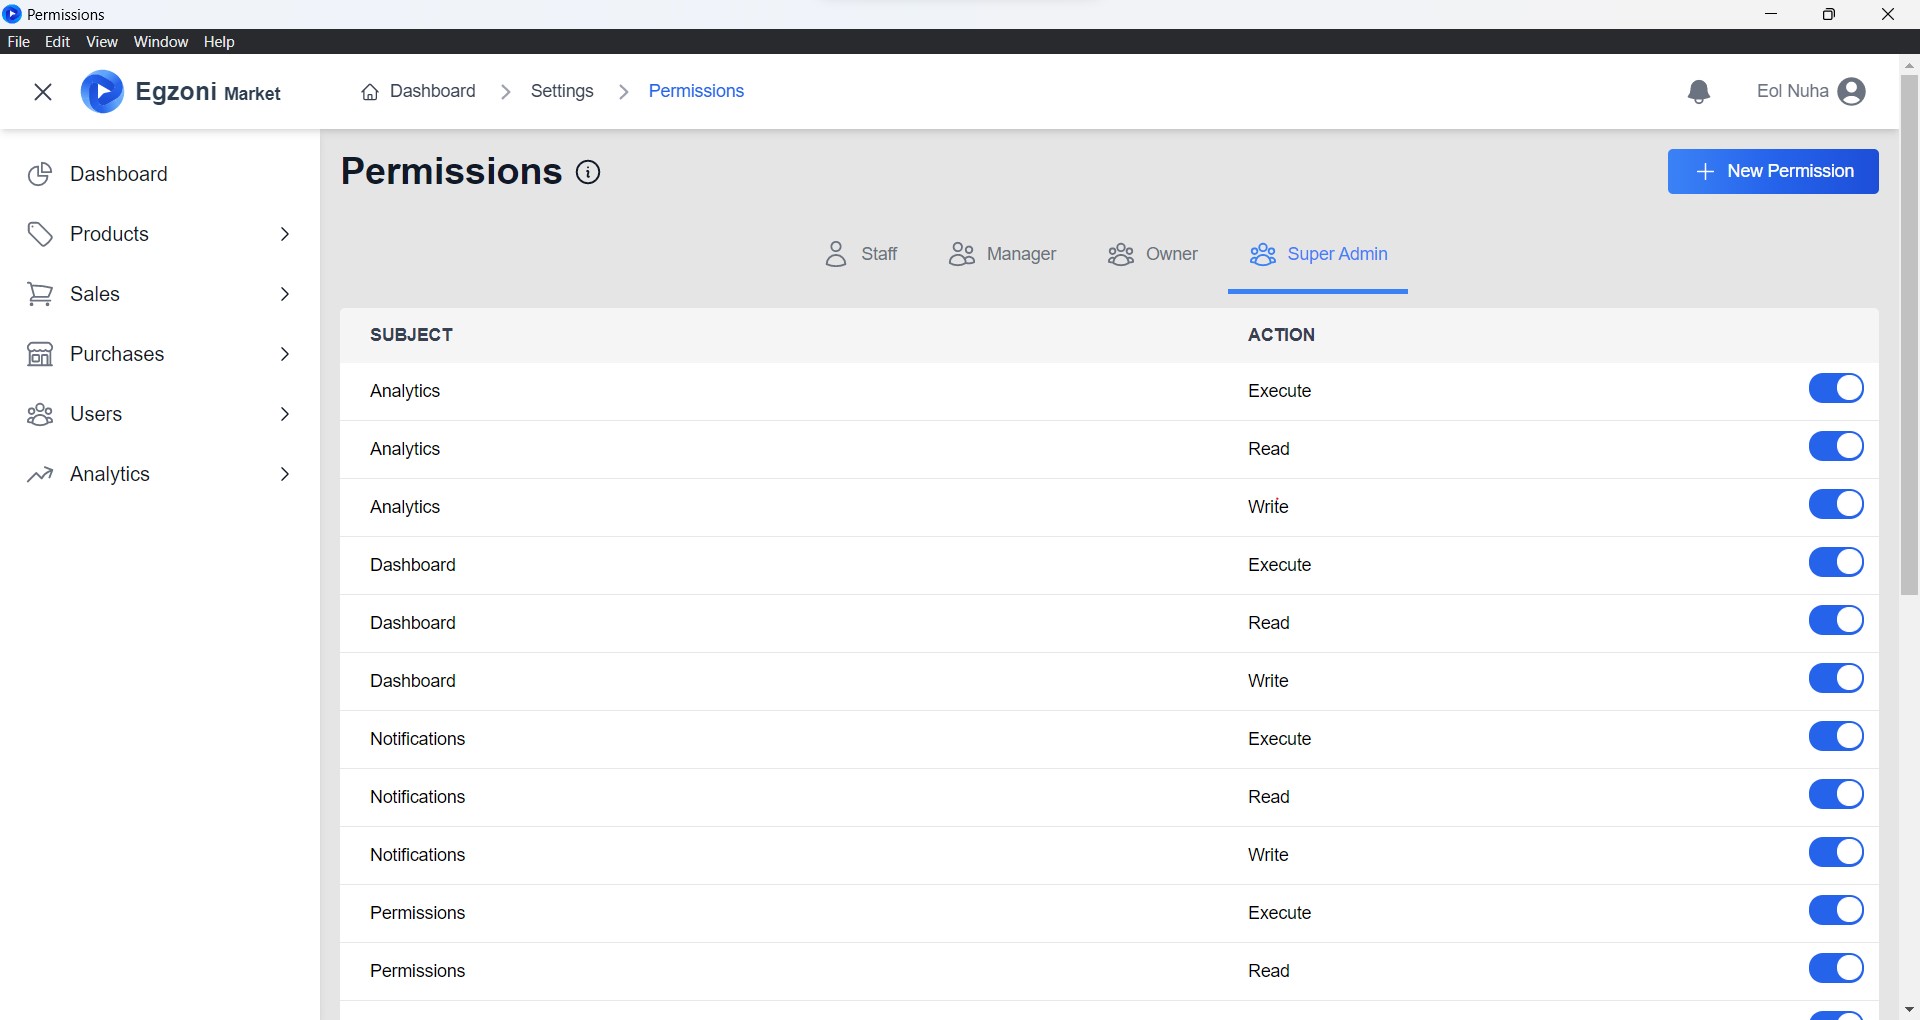 Permissions
File Edit View Window Help
Egzoni Market
Dashboard Settings Permissions
Eol Nuha
Dashboard
Products
Sales
Purchases
Users
Analytics
Permissions
New Permission
Staff Manager Owner Super Admin
SUBJECT ACTION
Analytics Execute
Analytics Read
Analytics Write
Dashboard Execute
Dashboard Read
Dashboard Write
Notifications Execute
Notifications Read
Notifications Write
Permissions Execute
Permissions Read